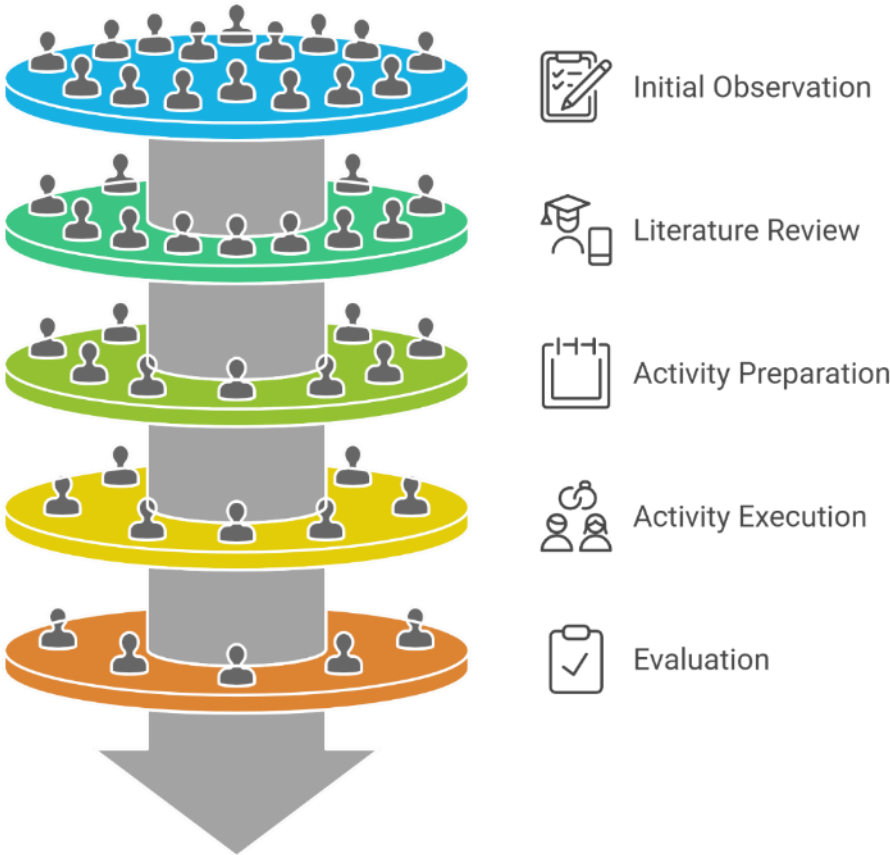 Initial Observation
Literature Review
Activity Preparation
Activity Execution
Evaluation